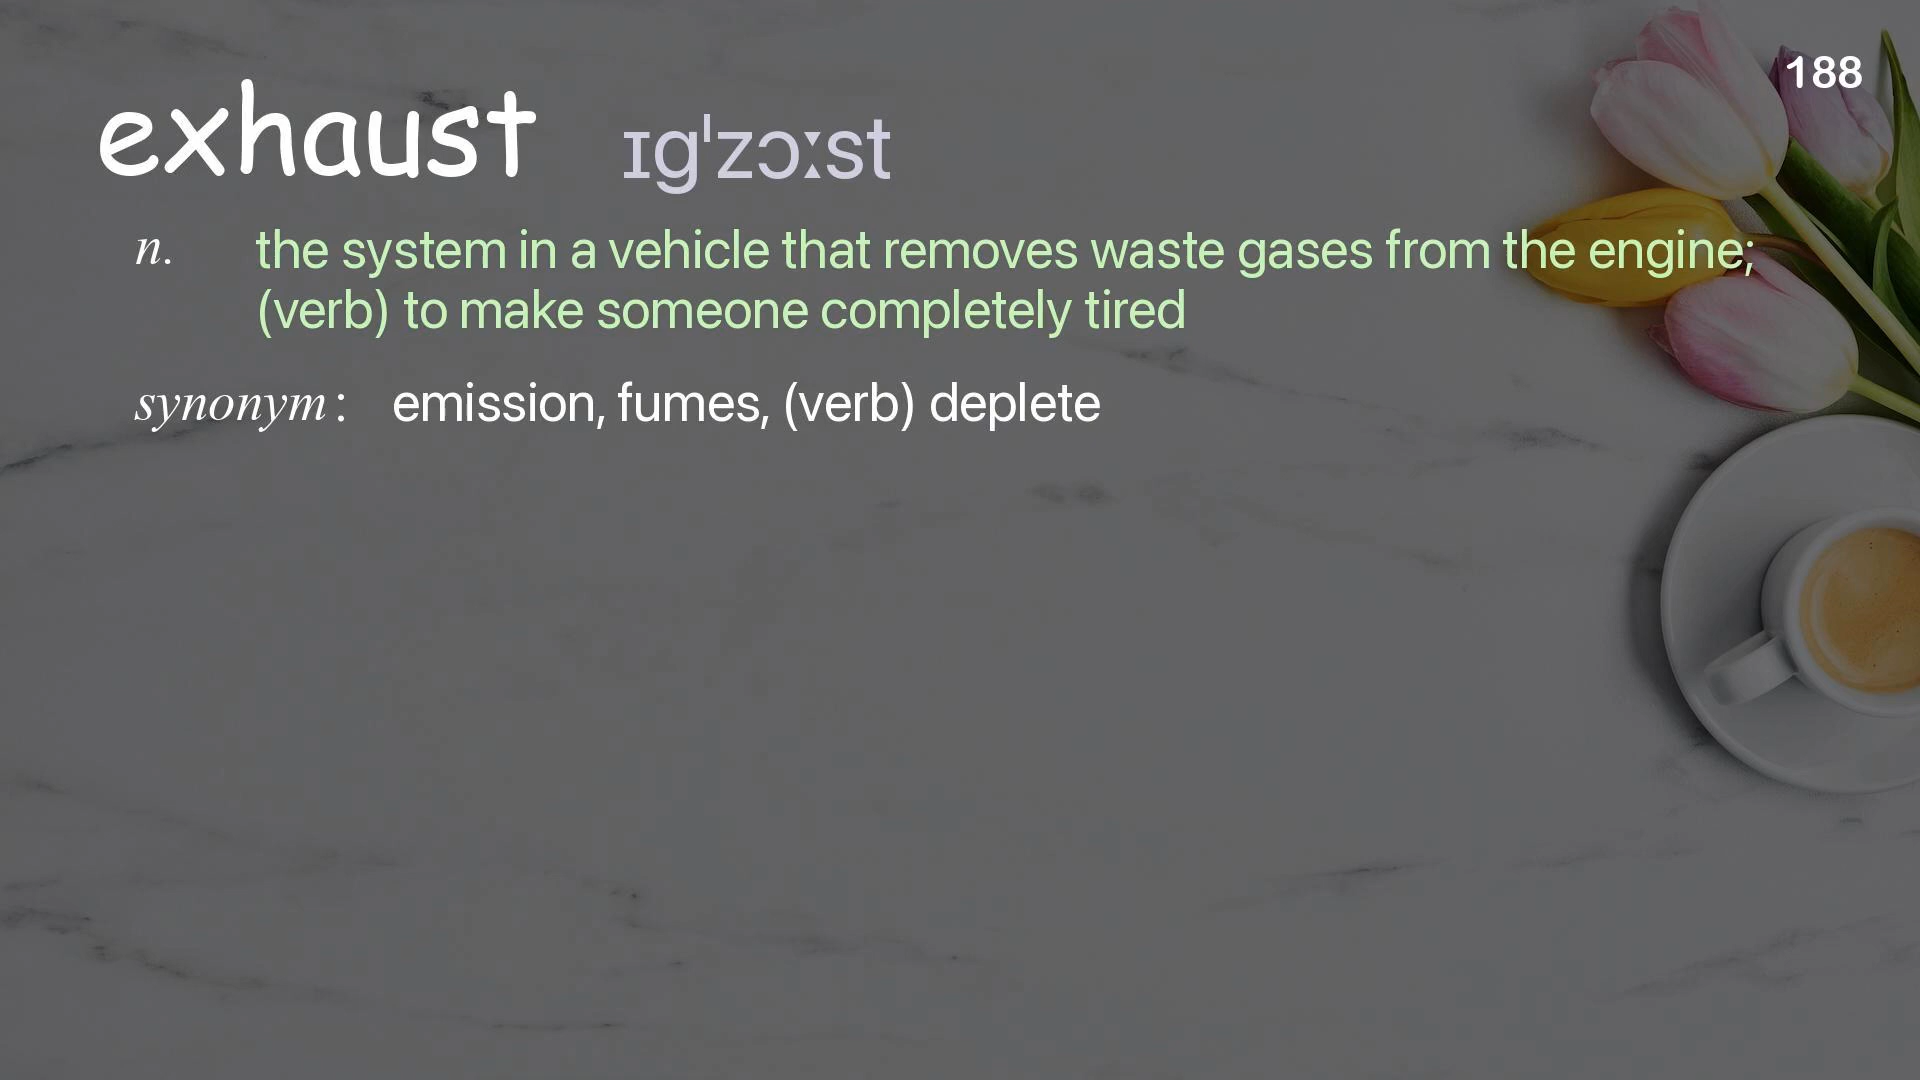 188
exhaust ɪgˈzɔːst
n. the system in a vehicle that removes waste gases from the engine;
(verb) to make someone completely tired
synonym: emission, fumes, (verb) deplete